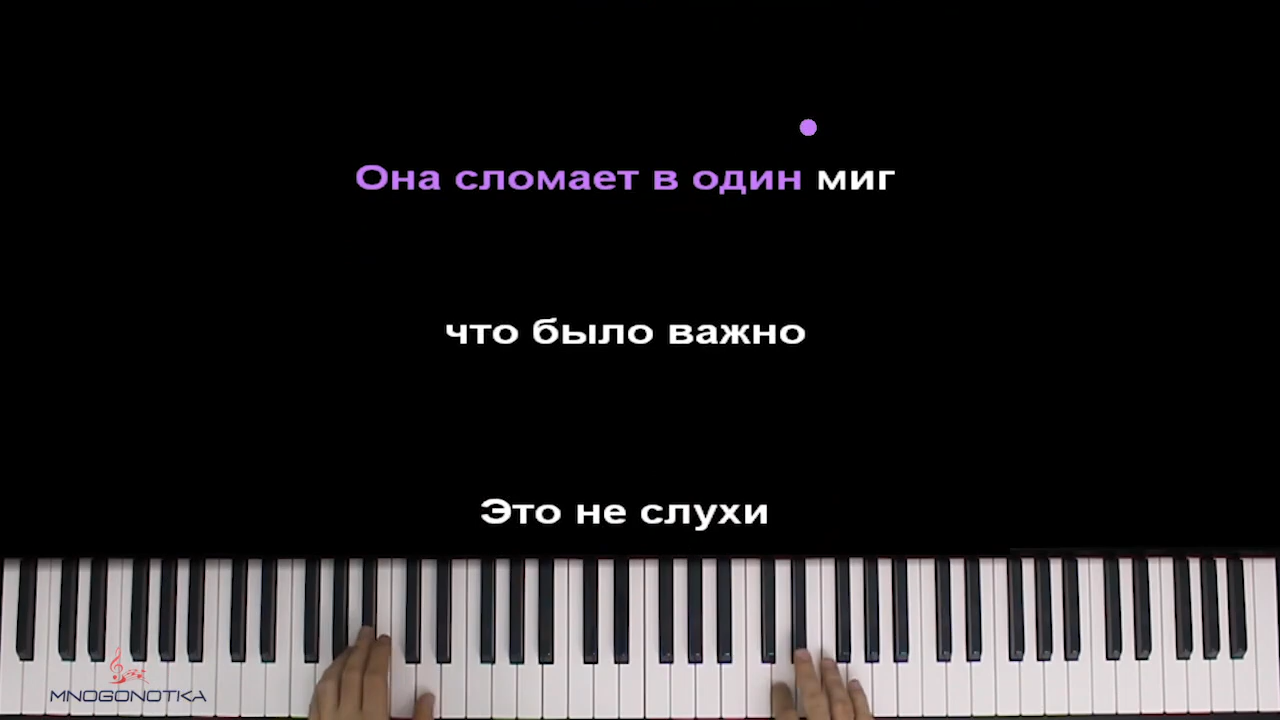 Она сломает в один миг
что было важно
Это не слухи
MNOGONOTKA